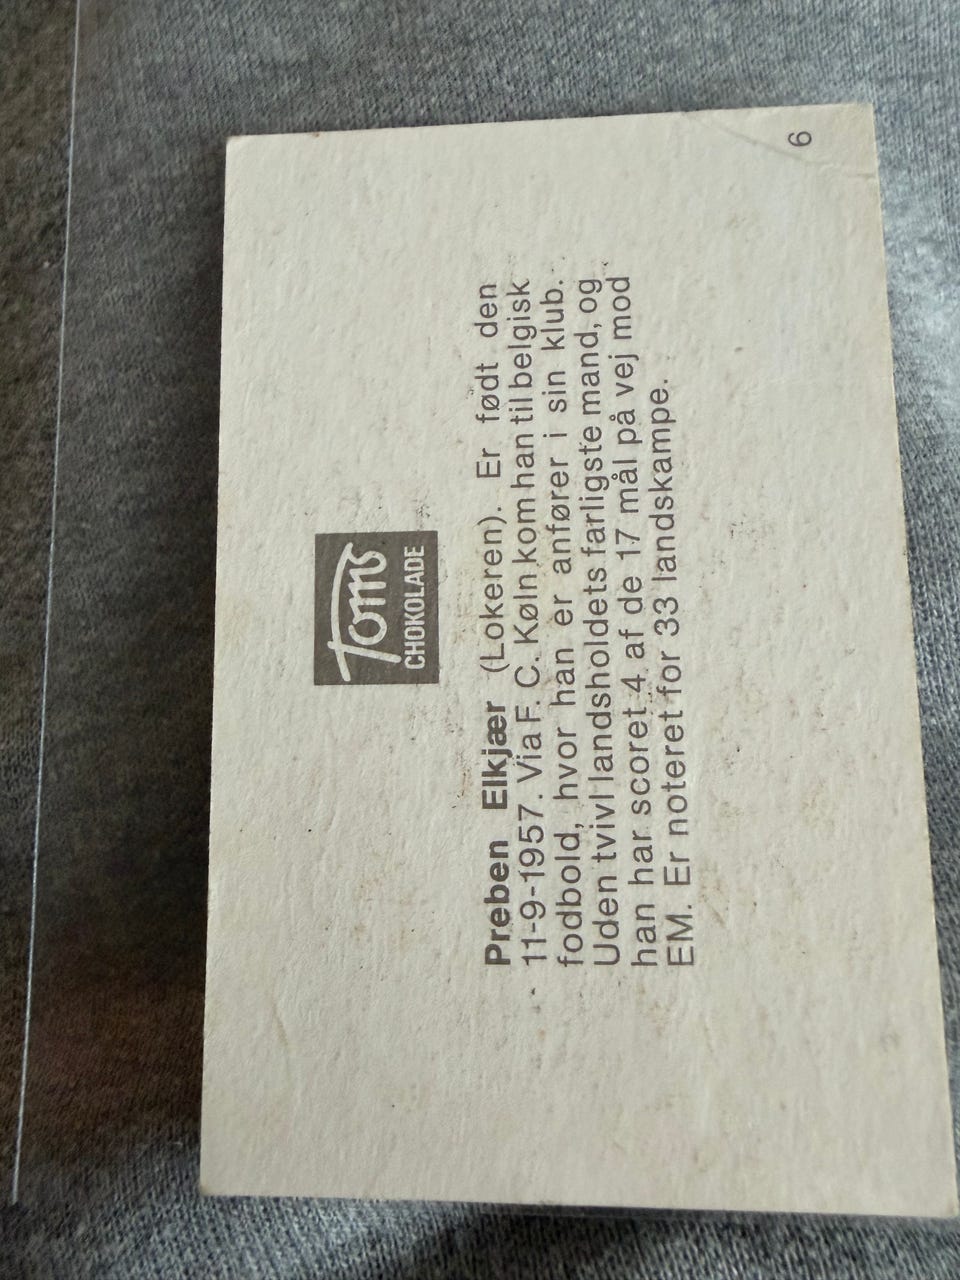 Toms
CHOKOLADE
Preben Elkjær (Lokeren). Er født den
11-9-1957. Via F. C. Køln kom han til belgisk
fodbold, hvor han er anfører i sin klub.
Uden tvivl landsholdets farligste mand, og
han har scoret 4 af de 17 mål på vej mod
EM. Er noteret for 33 landskampe.
6